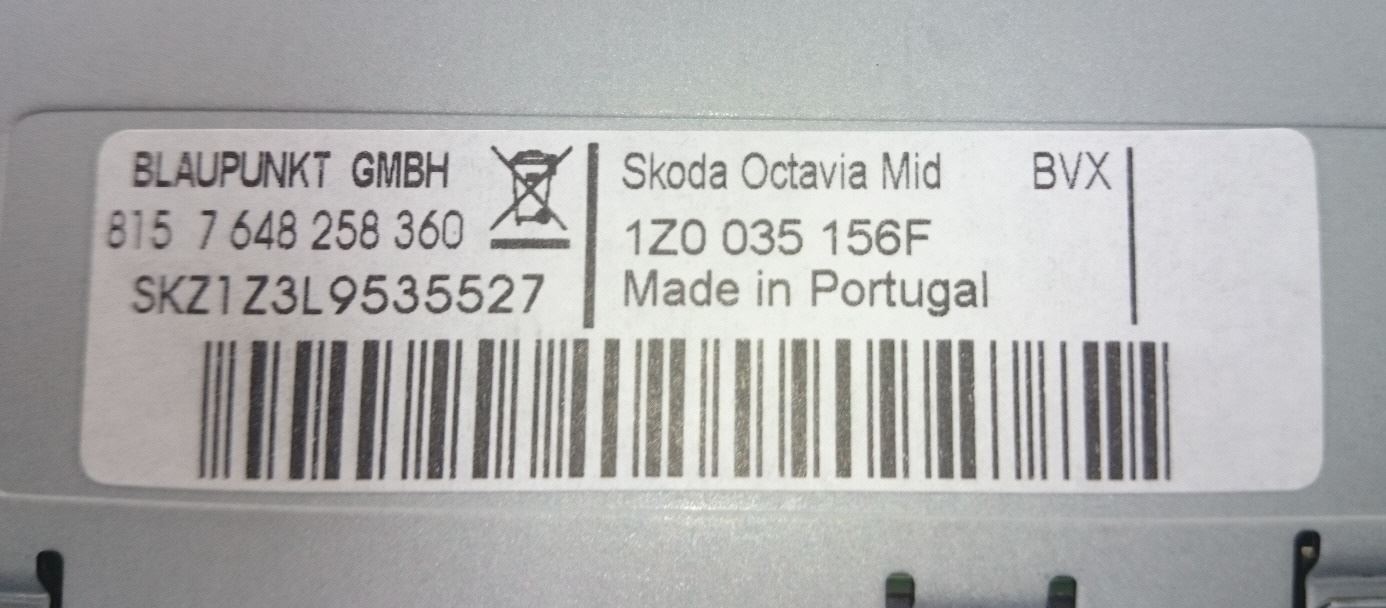 BLAUPUNKT GMBH
815 7 648 258 360
SKZ1Z3L9535527
Skoda Octavia Mid BVX
1Z0 035 156F
Made in Portugal